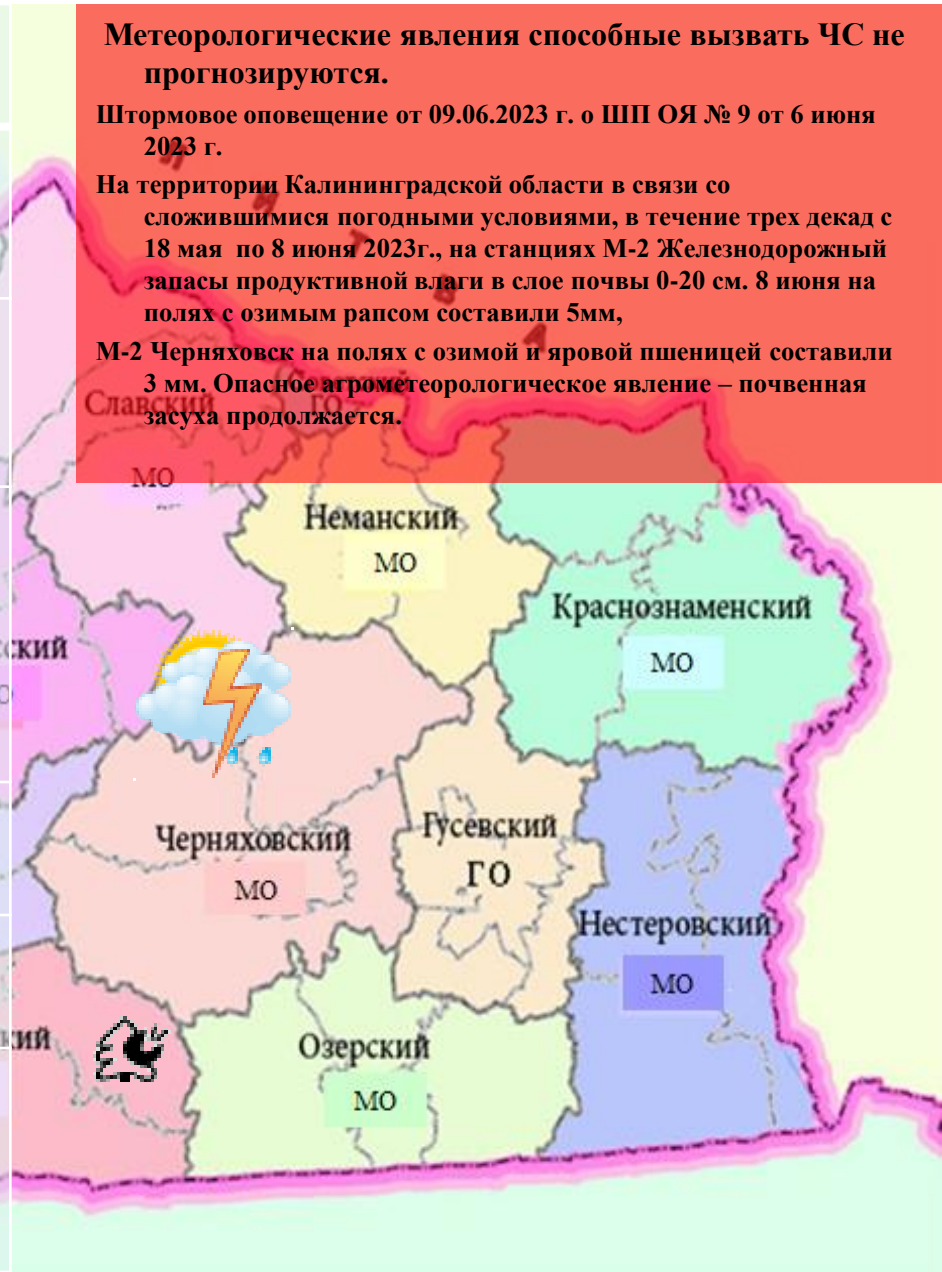 Метеорологические явления способные вызвать ЧС не
прогнозируются.
Штормовое оповещение от 09.06.2023 г. о ШП ОЯ № 9 от 6 июня
2023 г.
На территории Калининградской области в связи со
сложившимися погодными условиями, в течение трех декад с
18 мая по 8 июня 2023г., на станциях М-2 Железнодорожный
запасы продуктивной влаги в слое почвы 0-20 см. 8 июня на
полях с озимым рапсом составили 5мм,
М-2 Черняховск на полях с озимой и яровой пшеницей составили
3 мм. Опасное агрометеорологическое явление – почвенная
засуха продолжается.
Л И Т В А
Славский
МО
ГО
Неманский
МО
Краснознаменский
МО
ский
Черняховский
МО
Гусевский
ГО
Нестеровский
МО
кий
Озерский
МО